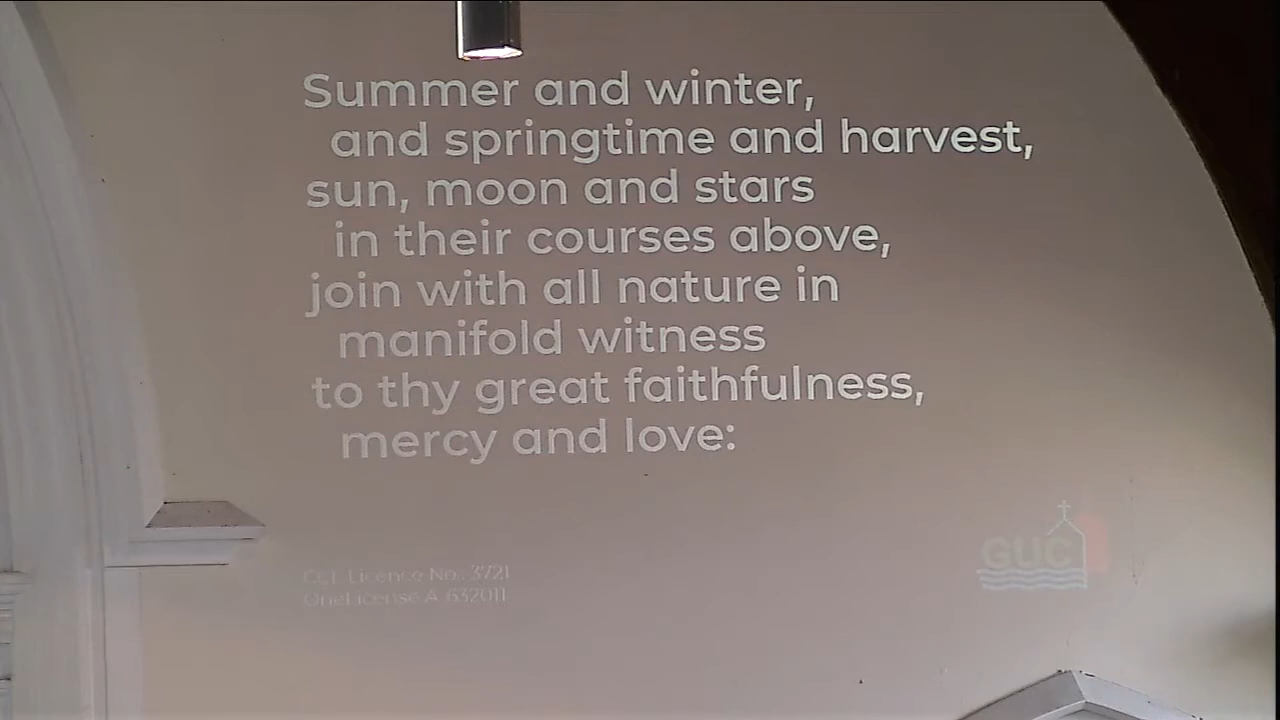 Summer and winter,
and springtime and harvest,
sun, moon and stars
in their courses above,
join with all nature in
manifold witness
to thy great faithfulness,
mercy and love:
CCL Licence No. 3721
OneLicense A-632011
GUC